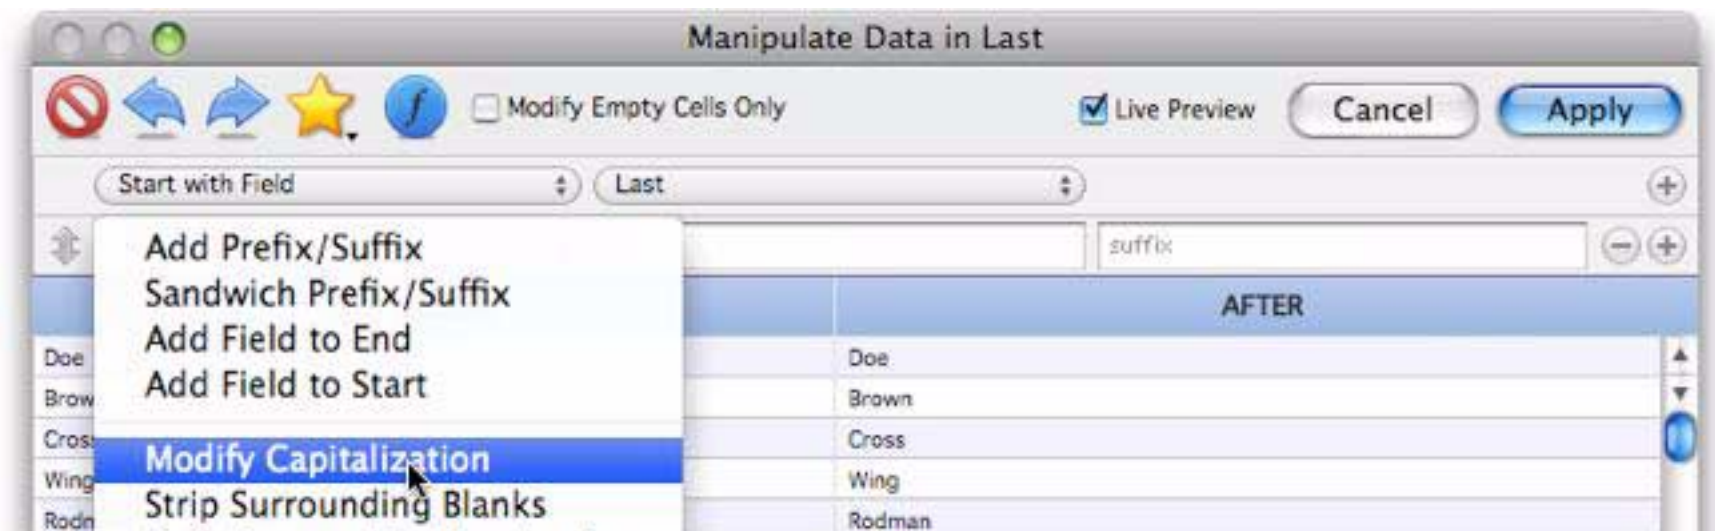 Manipulate Data in Last
Modify Empty Cells Only
Live Preview
Cancel
Apply
Start with Field
Last
Add Prefix/Suffix
suffix
Sandwich Prefix/Suffix
AFTER
Add Field to End
Doe
Doe
Add Field to Start
Brow
Brown
Cros
Cross
Modify Capitalization
Wing
Wing
Strip Surrounding Blanks
Rodn
Rodman